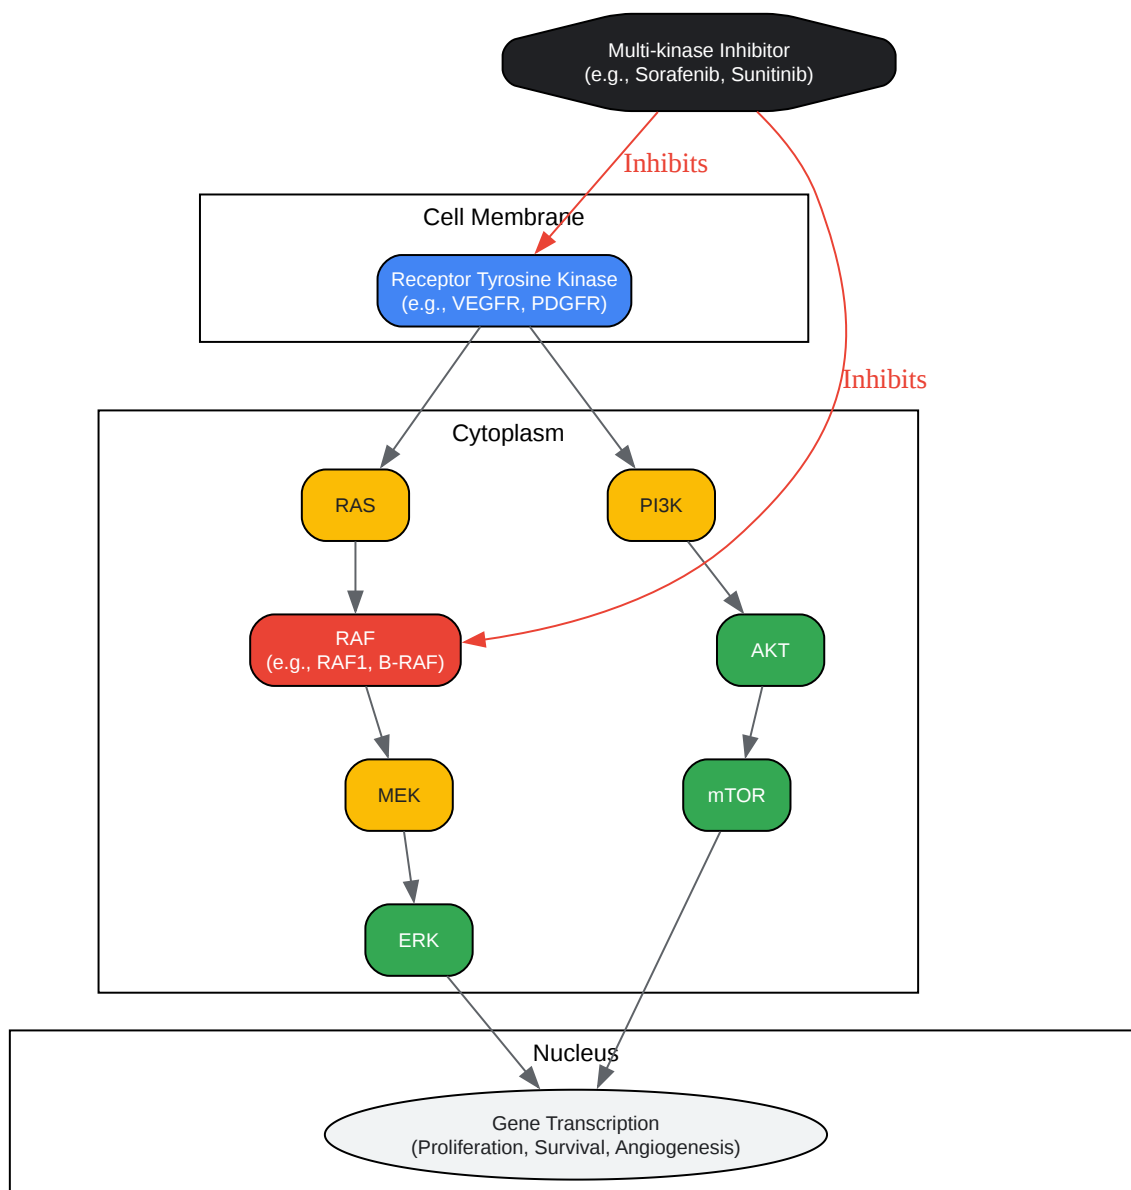 Multi-kinase Inhibitor
(e.g., Sorafenib, Sunitinib)
Inhibits
Cell Membrane
Receptor Tyrosine Kinase
(e.g., VEGFR, PDGFR)
Inhibits
Cytoplasm
RAS
PI3K
RAF
(e.g., RAF1, B-RAF)
AKT
MEK
mTOR
ERK
Nucleus
Gene Transcription
(Proliferation, Survival, Angiogenesis)